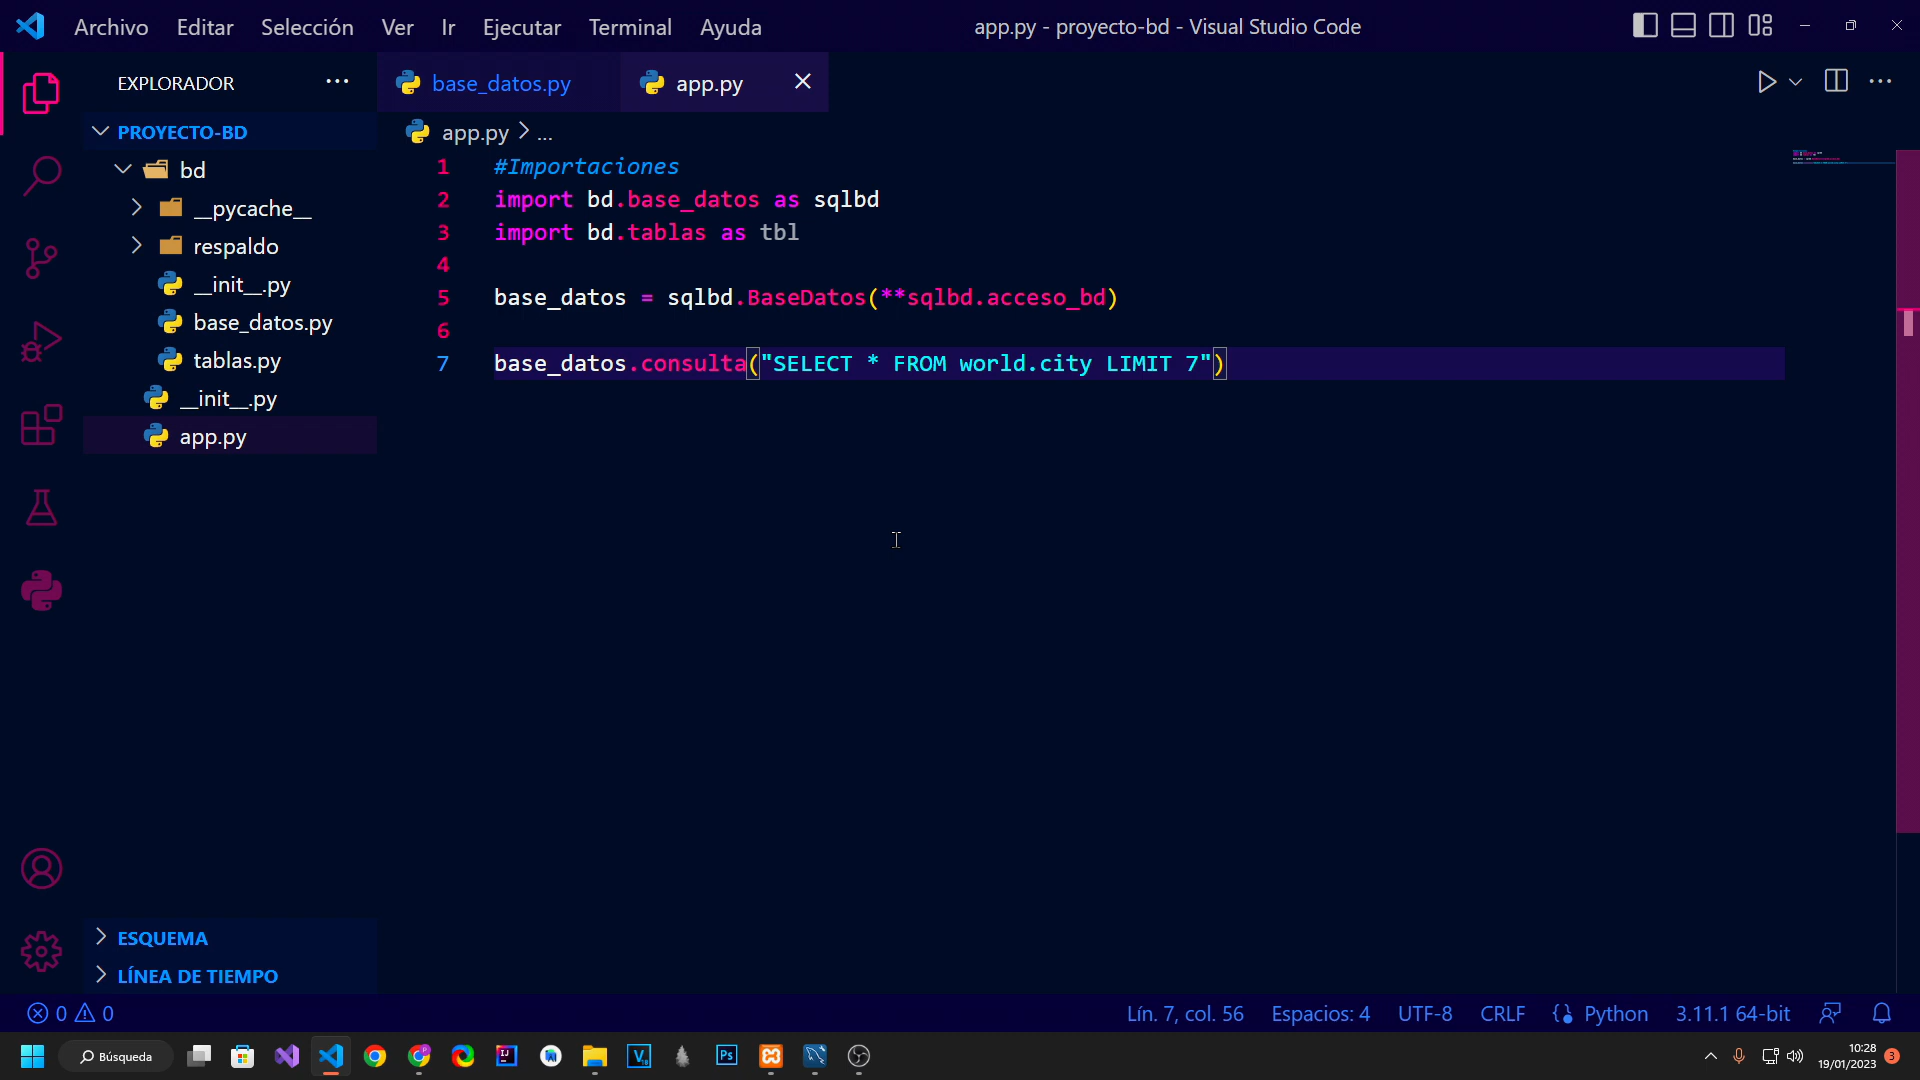 Archivo Editar Selección Ver Ir Ejecutar Terminal Ayuda
app.py - proyecto-bd - Visual Studio Code
EXPLORADOR
PROYECTO-BD
bd
__pycache__
respaldo
__init__.py
base_datos.py
tablas.py
__init__.py
app.py
ESQUEMA
LÍNEA DE TIEMPO
base_datos.py
app.py
app.py > ...
1 #Importaciones
2 import bd.base_datos as sqlbd
3 import bd.tablas as tbl
4
5 base_datos = sqlbd.BaseDatos(**sqlbd.acceso_bd)
6
7 base_datos.consulta("SELECT * FROM world.city LIMIT 7")
0 0
Lín. 7, col. 56 Espacios: 4 UTF-8 CRLF Python 3.11.1 64-bit
Búsqueda
IJ
Ps
10:28
19/01/2023
3